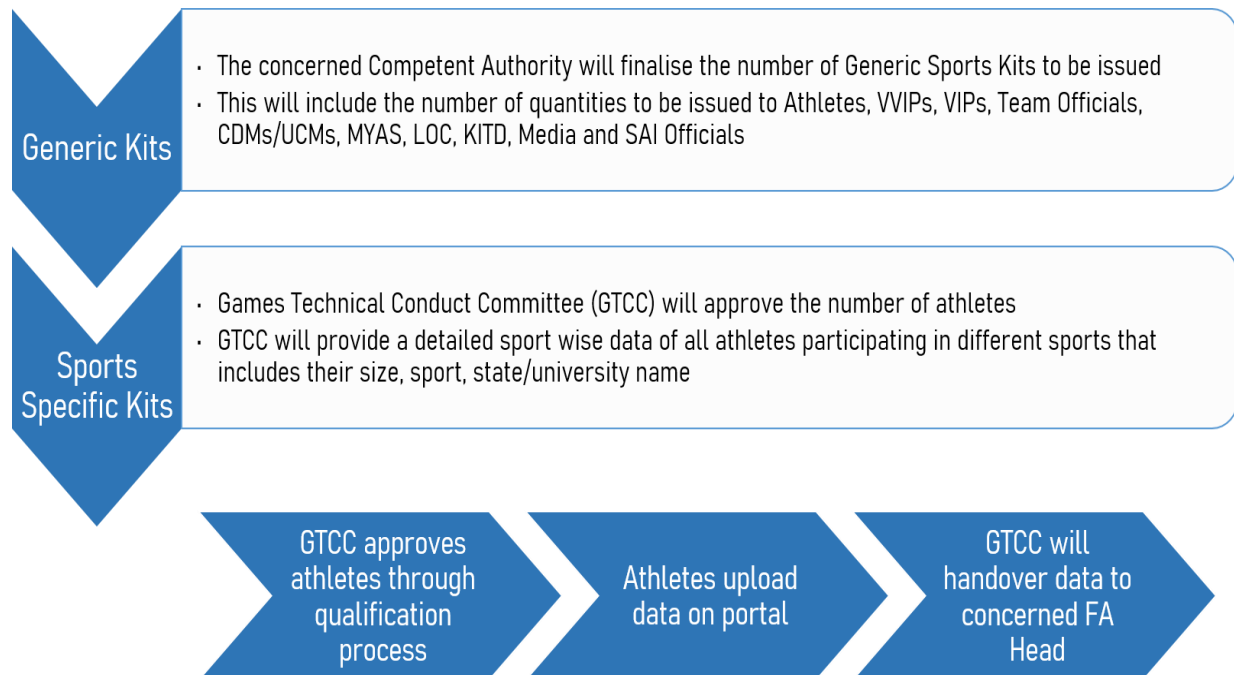 Generic Kits
· The concerned Competent Authority will finalise the number of Generic Sports Kits to be issued
· This will include the number of quantities to be issued to Athletes, VVIPs, VIPs, Team Officials,
CDMs/UCMs, MYAS, LOC, KITD, Media and SAI Officials
Sports
Specific Kits
· Games Technical Conduct Committee (GTCC) will approve the number of athletes
· GTCC will provide a detailed sport wise data of all athletes participating in different sports that
includes their size, sport, state/university name
GTCC approves
athletes through
qualification
process
Athletes upload
data on portal
GTCC will
handover data to
concerned FA
Head